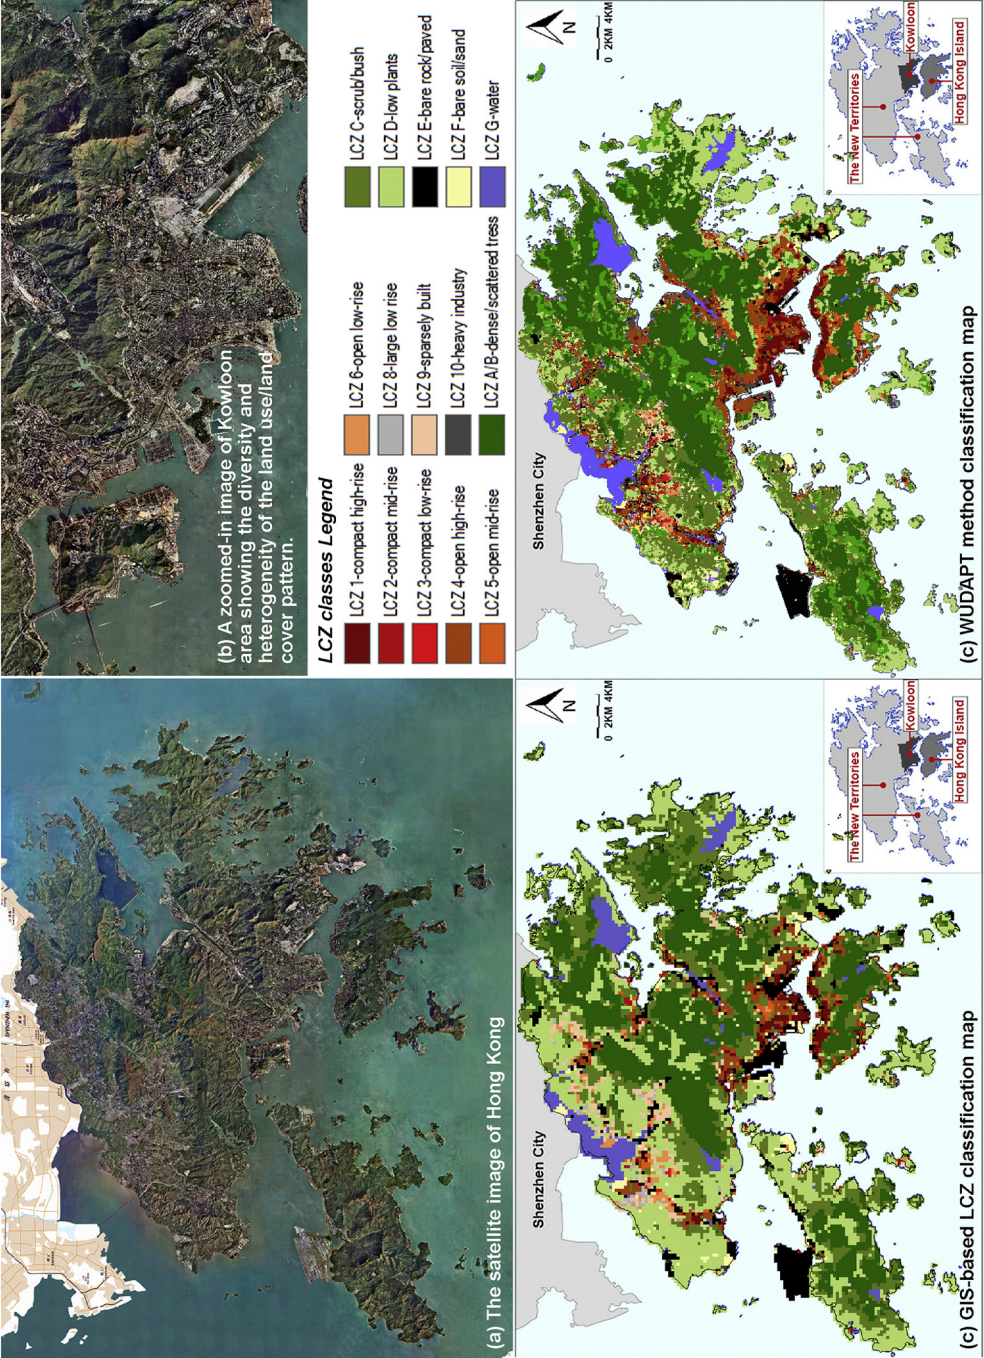 (a) The satellite image of Hong Kong
(b) A zoomed-in image of Kowloon
area showing the diversity and
heterogeneity of the land use/land
cover pattern.
LCZ classes Legend
LCZ 1-compact high-rise
LCZ 2-compact mid-rise
LCZ 3-compact low-rise
LCZ 4-open high-rise
LCZ 5-open mid-rise
LCZ 6-open low-rise
LCZ 8-large low rise
LCZ 9-sparsely built
LCZ 10-heavy industry
LCZ A/B-dense/scattered tress
LCZ C-scrub/bush
LCZ D-low plants
LCZ E-bare rock/paved
LCZ F-bare soil/sand
LCZ G-water
Shenzhen City
N
0 2KM 4KM
The New Territories
Kowloon
Hong Kong Island
(c) GIS-based LCZ classification map
Shenzhen City
N
0 2KM 4KM
The New Territories
Kowloon
Hong Kong Island
(c) WUDAPT method classification map